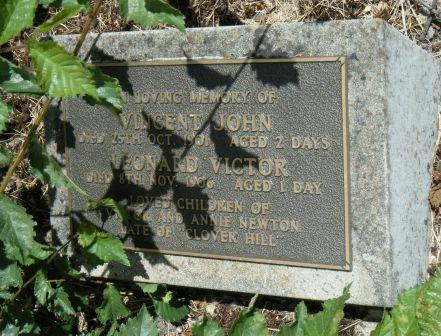 IN LOVING MEMORY OF
VINCENT JOHN
DIED 25TH OCT. 1901 AGED 2 DAYS
LEONARD VICTOR
DIED 8TH NOV. 1906 AGED 1 DAY
LOVED CHILDREN OF
AND ANNIE NEWTON
LATE OF "CLOVER HILL"